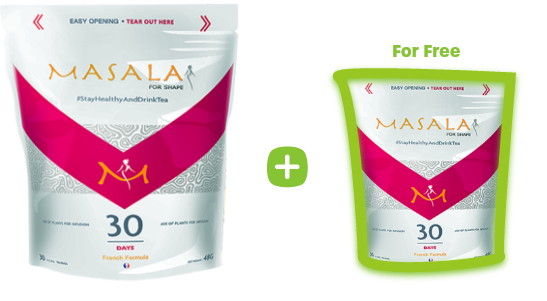 EASY OPENING • TEAR OUT HERE
MASALA
FOR SHAPE
#StayHealthyAndDrinkTea
M
30
DAYS
French Formula
For Free
EASY OPENING • TEAR OUT HERE
MASALA
FOR SHAPE
#StayHealthyAndDrinkTea
M
30
DAYS
French Formula